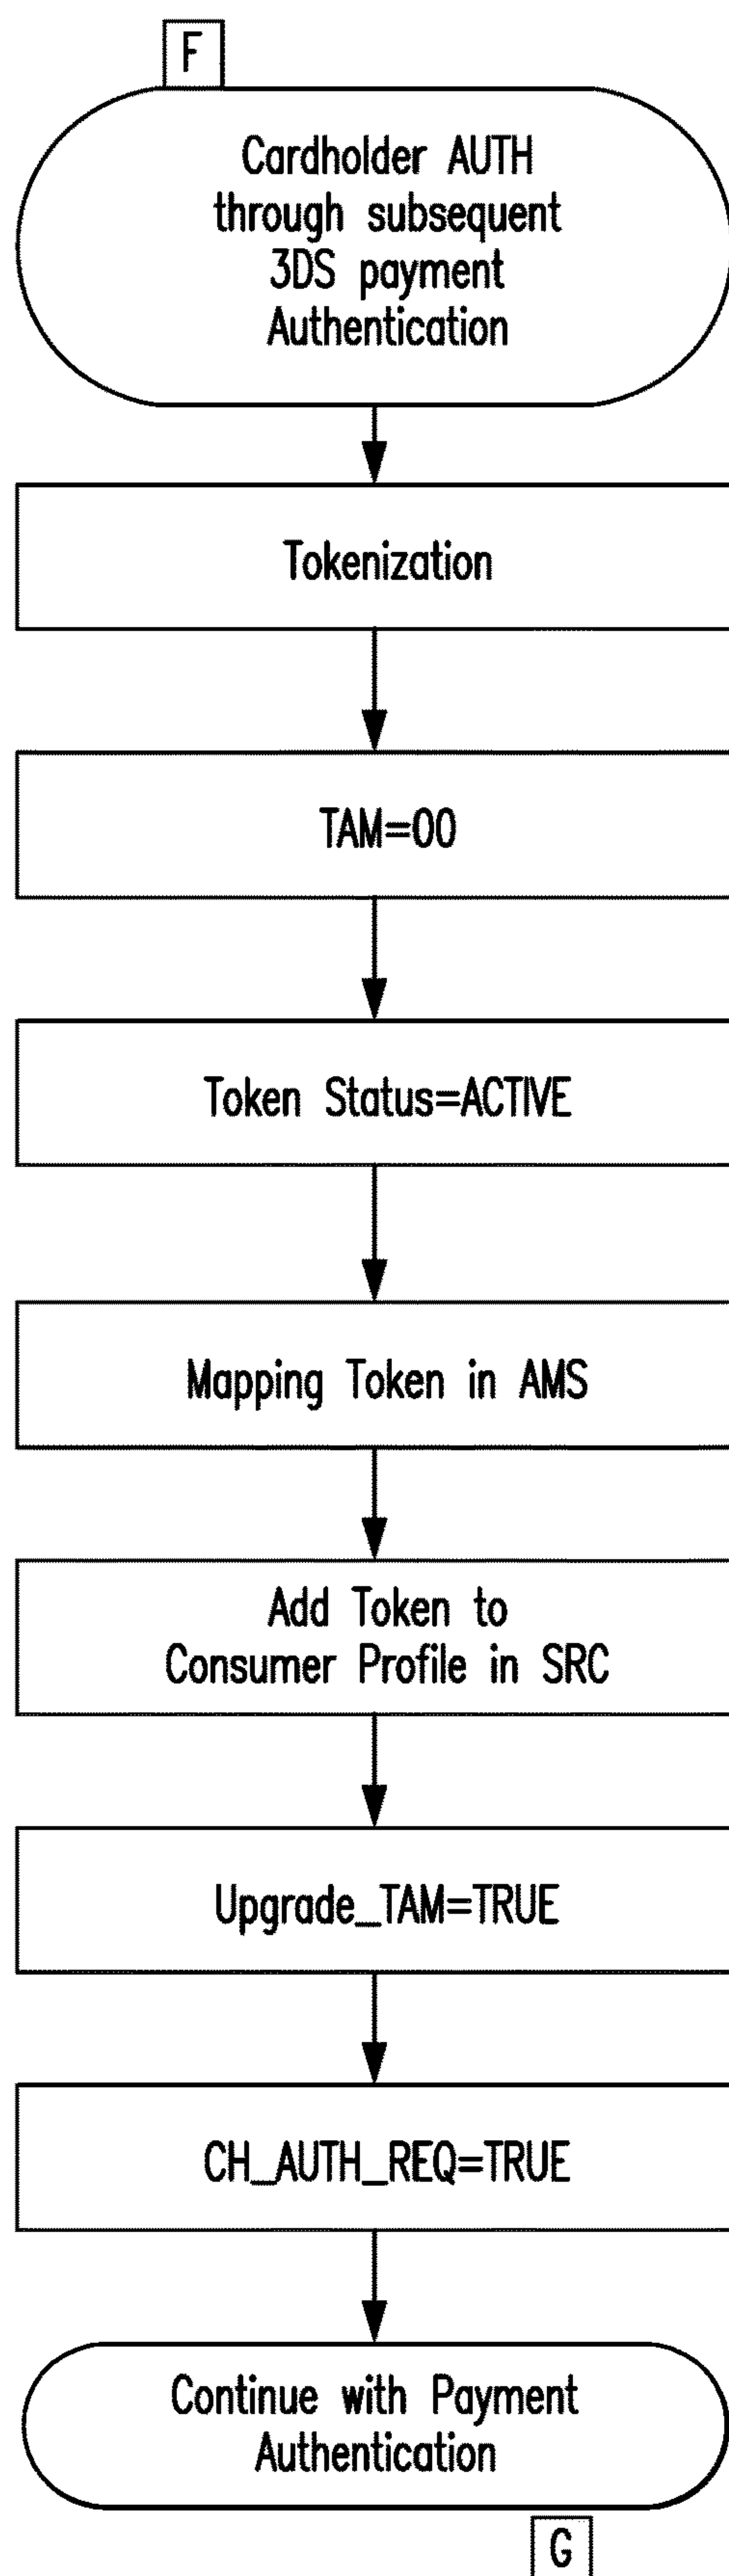 F
Cardholder AUTH
through subsequent
3DS payment
Authentication
Tokenization
TAM=00
Token Status=ACTIVE
Mapping Token in AMS
Add Token to
Consumer Profile in SRC
Upgrade_TAM=TRUE
CH_AUTH_REQ=TRUE
Continue with Payment
Authentication
G